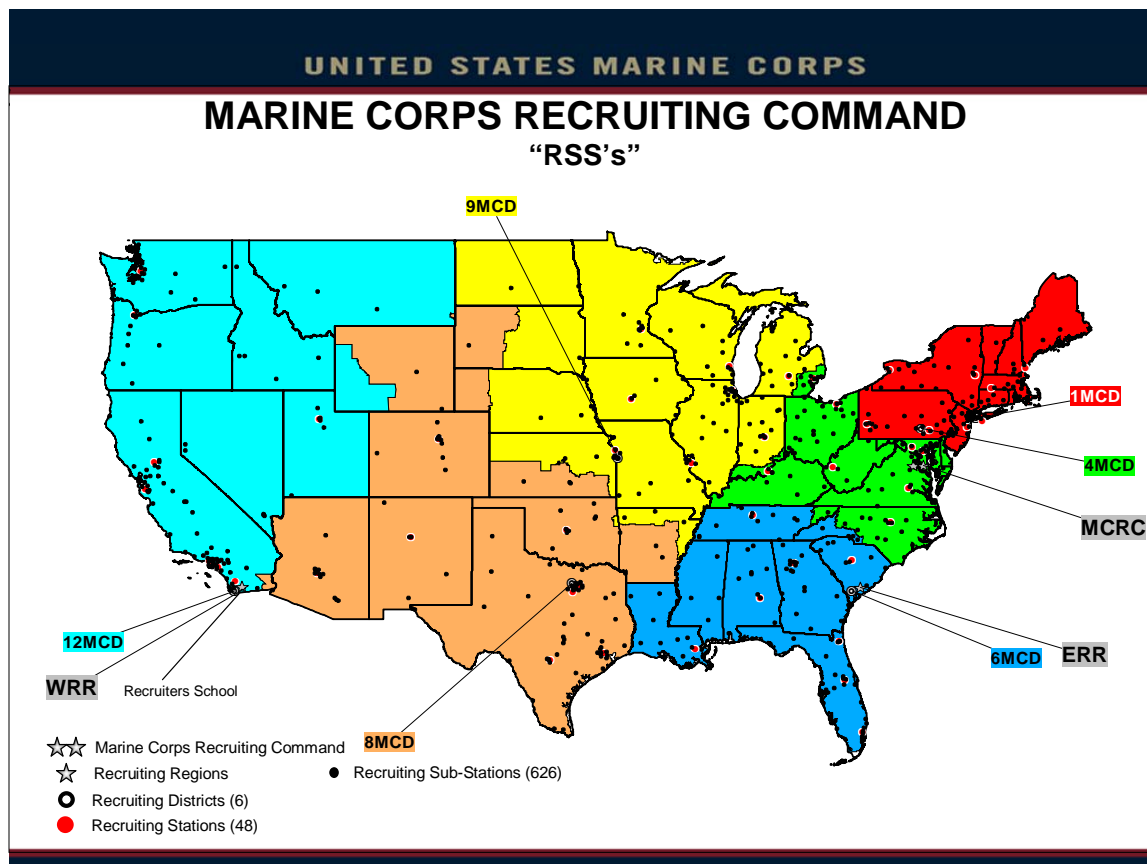 UNITED STATES MARINE CORPS
MARINE CORPS RECRUITING COMMAND
“RSS’s”
9MCD
1MCD
4MCD
MCRC
12MCD
6MCD
ERR
WRR
Recruiters School
8MCD
Marine Corps Recruiting Command
Recruiting Regions
Recruiting Sub-Stations (626)
Recruiting Districts (6)
Recruiting Stations (48)